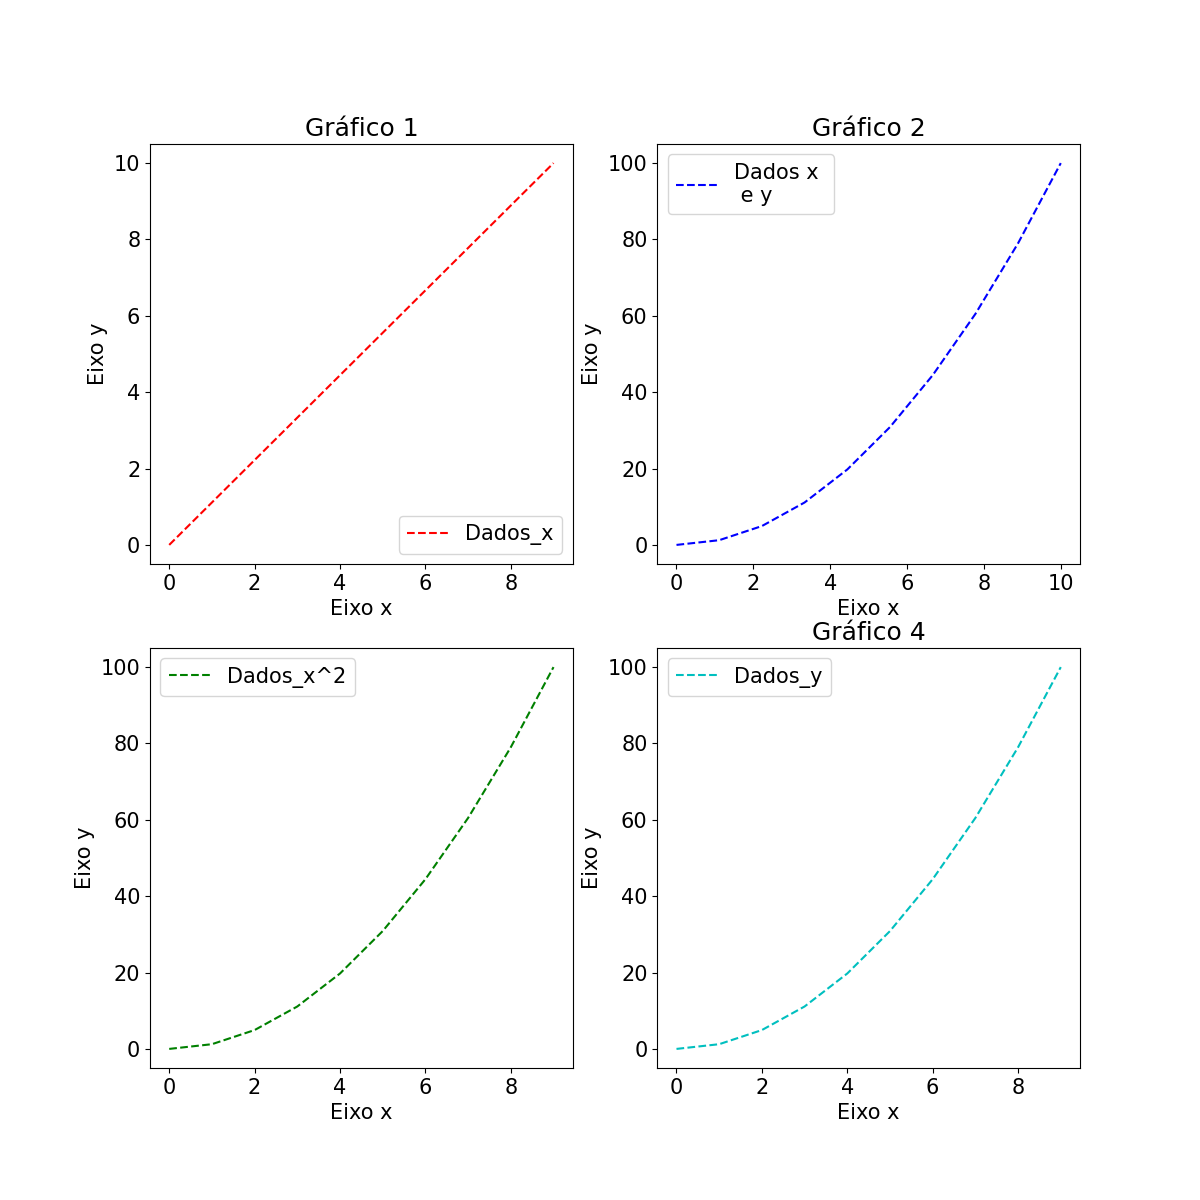 Gráfico 1
10
8
6
4
2
0
Eixo y
Dados_x
0 2 4 6 8
Eixo x
Gráfico 2
100
80
60
40
20
0
Eixo y
Dados x
e y
0 2 4 6 8 10
Eixo x
100
80
60
40
20
0
Eixo y
Dados_x^2
0 2 4 6 8
Eixo x
Gráfico 4
100
80
60
40
20
0
Eixo y
Dados_y
0 2 4 6 8
Eixo x